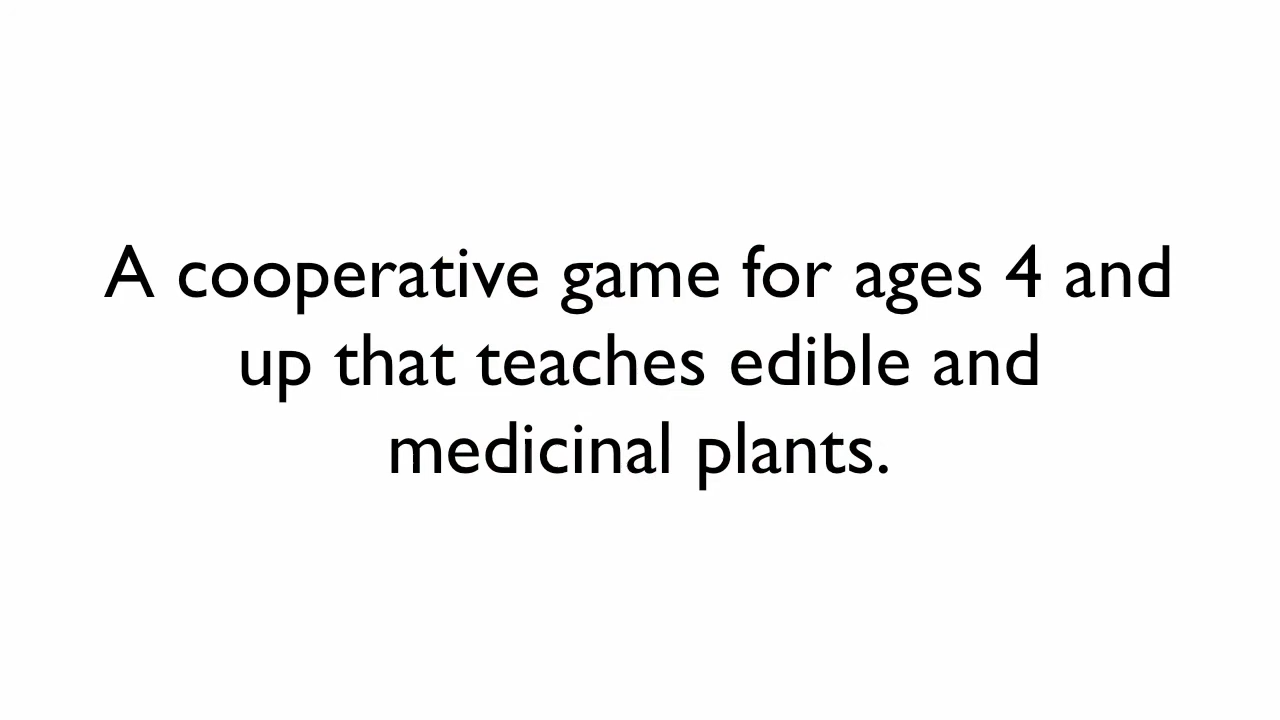 A cooperative game for ages 4 and
up that teaches edible and
medicinal plants.